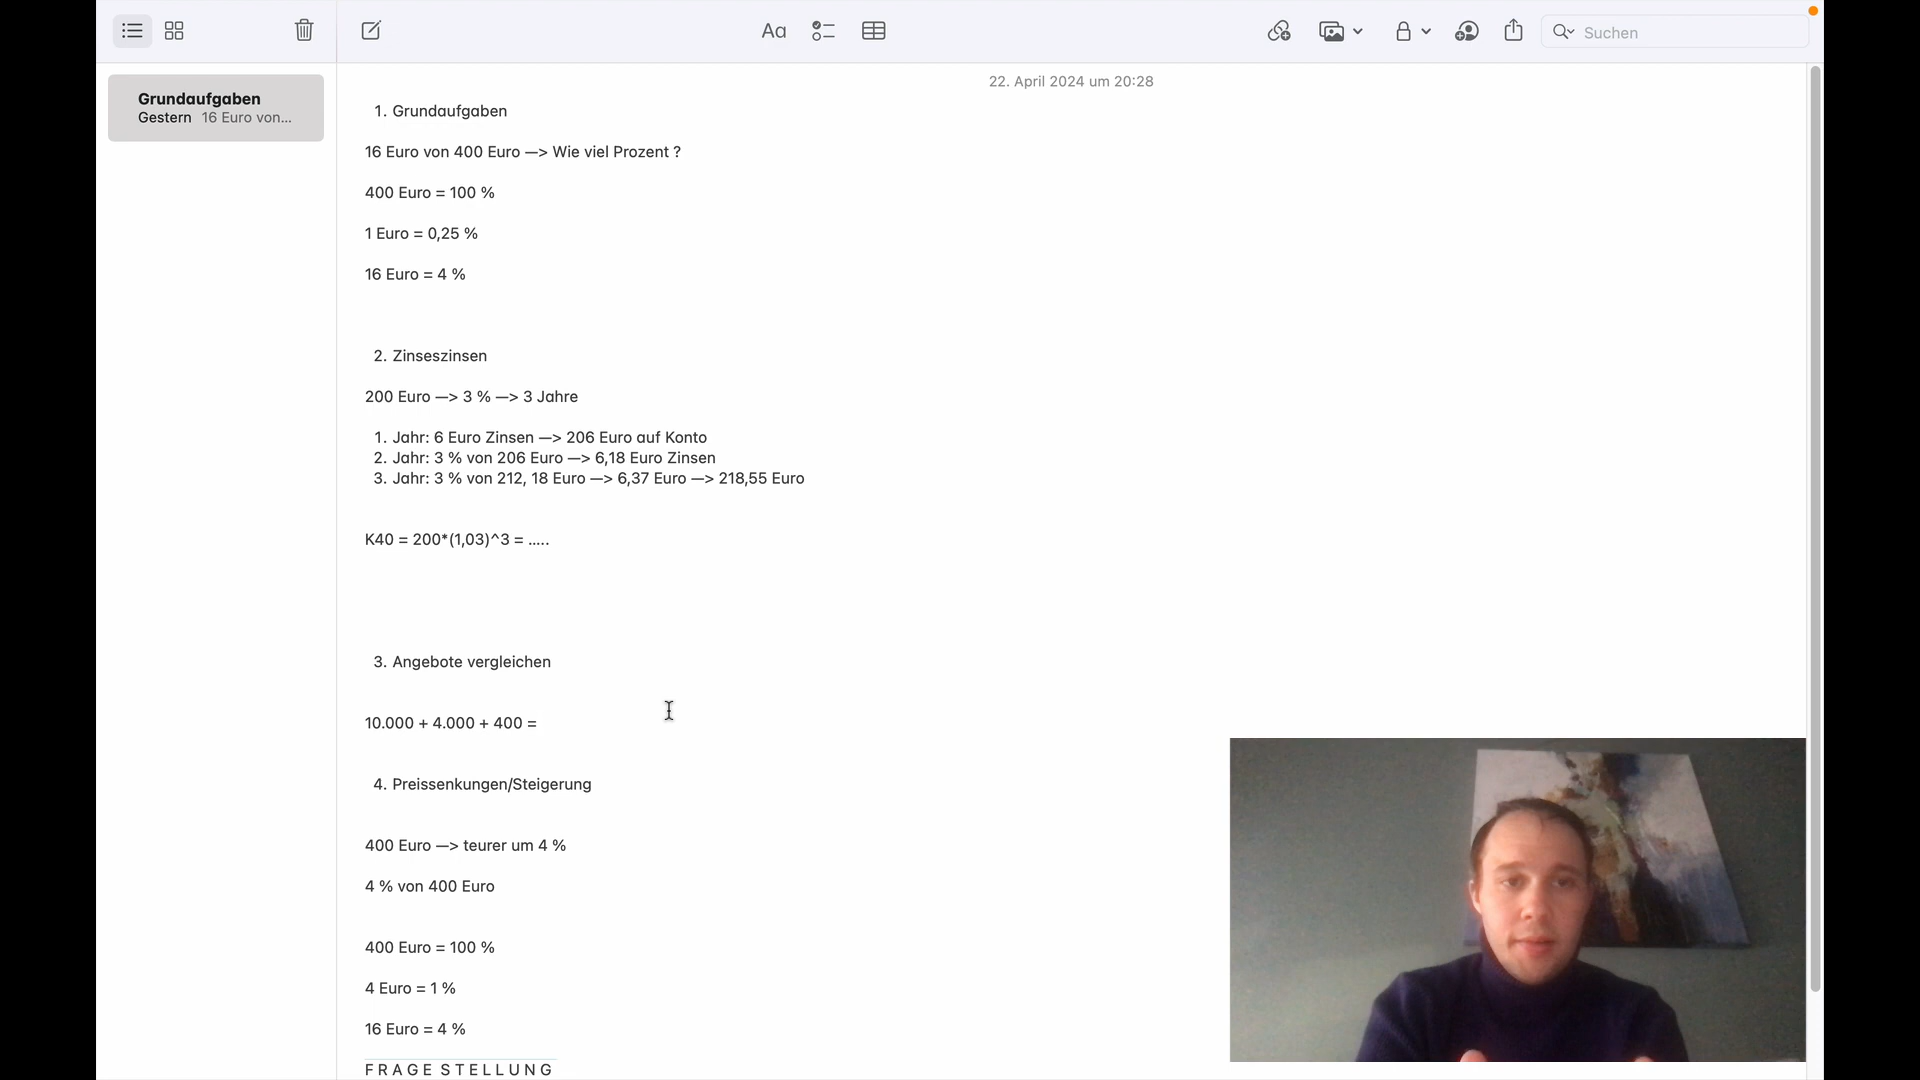 Aa
Suchen
Grundaufgaben
Gestern 16 Euro von...
22. April 2024 um 20:28
1. Grundaufgaben
16 Euro von 400 Euro —> Wie viel Prozent ?
400 Euro = 100 %
1 Euro = 0,25 %
16 Euro = 4 %
2. Zinseszinsen
200 Euro —> 3 % —> 3 Jahre
1. Jahr: 6 Euro Zinsen —> 206 Euro auf Konto
2. Jahr: 3 % von 206 Euro —> 6,18 Euro Zinsen
3. Jahr: 3 % von 212, 18 Euro —> 6,37 Euro —> 218,55 Euro
K40 = 200*(1,03)^3 = .....
3. Angebote vergleichen
10.000 + 4.000 + 400 =
4. Preissenkungen/Steigerung
400 Euro —> teurer um 4 %
4 % von 400 Euro
400 Euro = 100 %
4 Euro = 1 %
16 Euro = 4 %
FRAGESTELLUNG